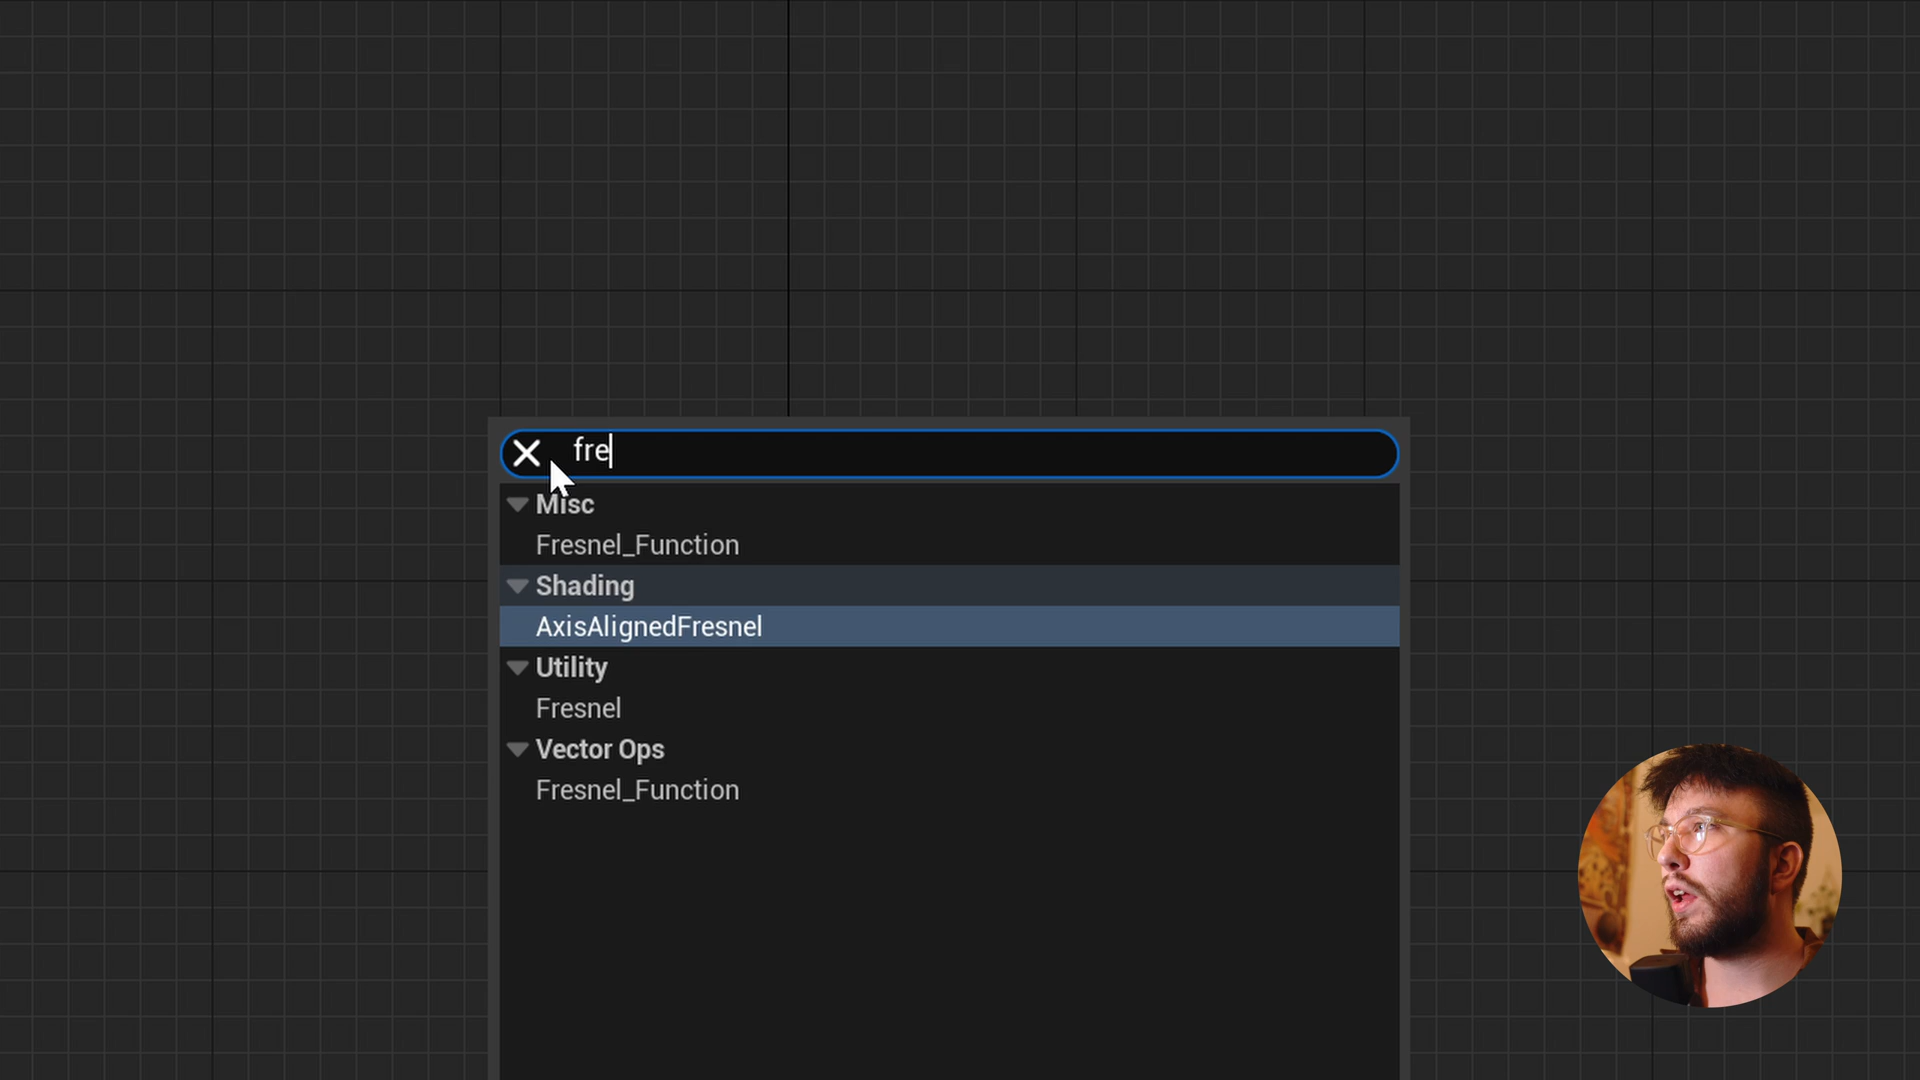 fre
Misc
Fresnel_Function
Shading
AxisAlignedFresnel
Utility
Fresnel
Vector Ops
Fresnel_Function